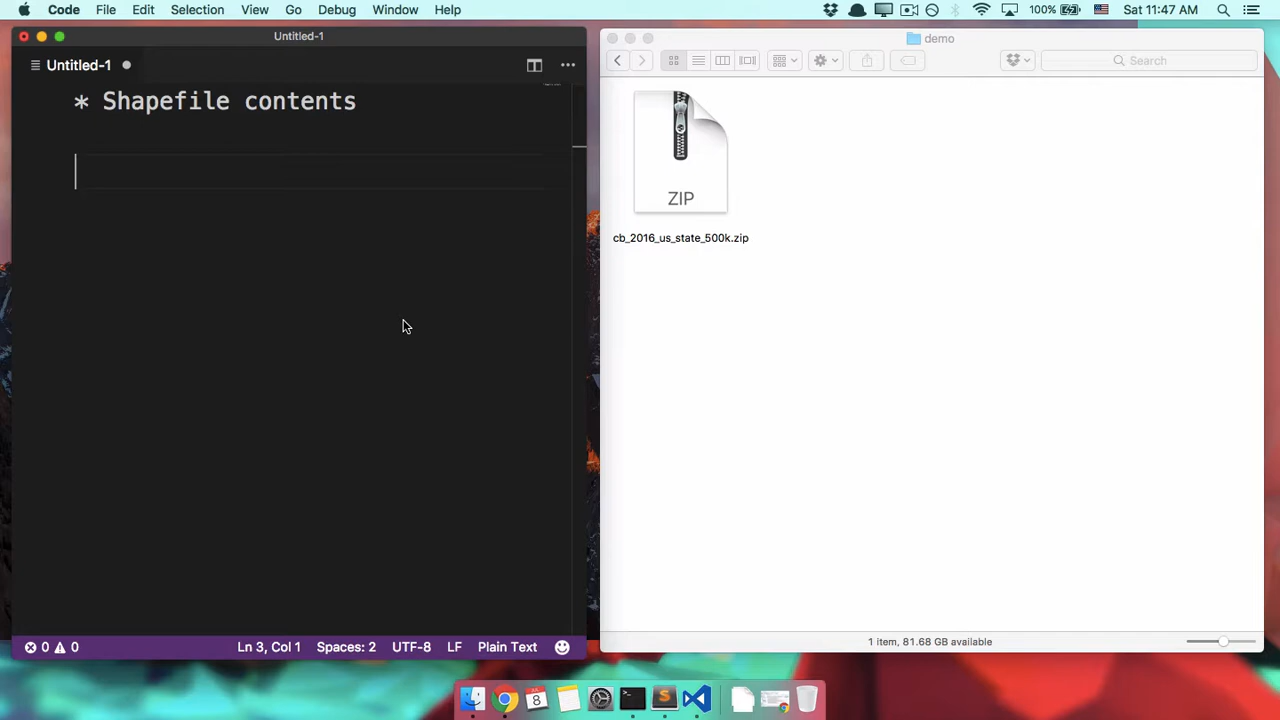 Code File Edit Selection View Go Debug Window Help 100% Sat 11:47 AM
Untitled-1
Untitled-1
* Shapefile contents
0 0 Ln 3, Col 1 Spaces: 2 UTF-8 LF Plain Text
demo
Search
ZIP
cb_2016_us_state_500k.zip
1 item, 81.68 GB available
8